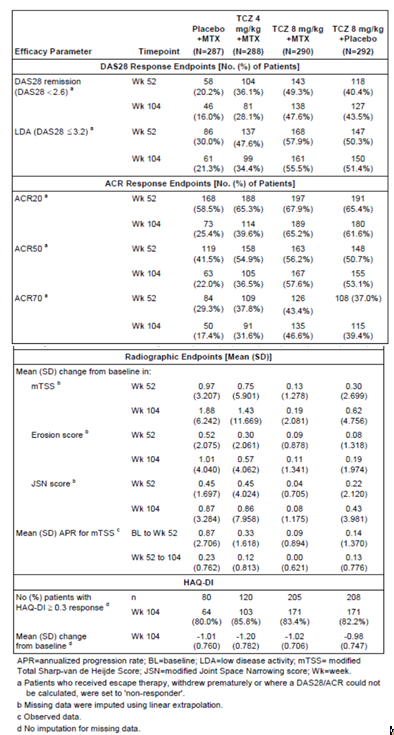 Placebo TCZ 4 TCZ 8 mg/kg TCZ 8 mg/kg
+MTX mg/kg +MTX +Placebo
+MTX
Efficacy Parameter Timepoint (N=287) (N=288) (N=290) (N=292)
DAS28 Response Endpoints [No. (%) of Patients]
DAS28 remission Wk 52 58 104 143 118
(DAS28 <2.6) a (20.2%) (36.1%) (49.3%) (40.4%)
Wk 104 46 81 138 127
(16.0%) (28.1%) (47.6%) (43.5%)
LDA (DAS28 ≤3.2) a Wk 52 86 137 168 147
(30.0%) (47.6%) (57.9%) (50.3%)
Wk 104 61 99 161 150
(21.3%) (34.4%) (55.5%) (51.4%)
ACR Response Endpoints [No. (%) of Patients]
ACR20 a Wk 52 168 188 197 191
(58.5%) (65.3%) (67.9%) (65.4%)
Wk 104 73 114 189 180
(25.4%) (39.6%) (65.2%) (61.6%)
ACR50 a Wk 52 119 158 163 148
(41.5%) (54.9%) (56.2%) (50.7%)
Wk 104 63 105 167 155
(22.0%) (36.5%) (57.6%) (53.1%)
ACR70 a Wk 52 84 109 126 108 (37.0%)
(29.3%) (37.8%) (43.4%)
Wk 104 50 91 135 115
(17.4%) (31.6%) (46.6%) (39.4%)
Radiographic Endpoints [Mean (SD)]
Mean (SD) change from baseline in:
mTSS b Wk 52 0.97 0.75 0.13 0.30
(3.207) (5.901) (1.278) (2.699)
Wk 104 1.88 1.43 0.19 0.62
(6.242) (11.669) (2.081) (4.756)
Erosion score b Wk 52 0.52 0.30 0.09 0.08
(2.075) (2.061) (0.878) (1.318)
Wk 104 1.01 0.57 0.11 0.19
(4.040) (4.062) (1.341) (1.974)
JSN score b Wk 52 0.45 0.45 0.04 0.22
(1.697) (4.024) (0.705) (2.120)
Wk 104 0.87 0.86 0.08 0.43
(3.284) (7.958) (1.175) (3.981)
Mean (SD) APR for mTSS c BL to Wk 52 0.87 0.33 0.09 0.14
(2.706) (1.618) (0.894) (1.370)
Wk 52 to 104 0.23 0.12 0.00 0.13
(0.762) (0.813) (0.621) (0.776)
HAQ-DI
No (%) patients with n 80 120 205 208
HAQ-DI ≥ 0.3 response d
Wk 104 64 103 171 171
(80.0%) (85.8%) (83.4%) (82.2%)
Mean (SD) change Wk 104 -1.01 -1.20 -1.02 -0.98
from baseline d (0.760) (0.782) (0.706) (0.747)
APR=annualized progression rate; BL=baseline; LDA=low disease activity; mTSS= modified
Total Sharp-van de Heijde Score; JSN=modified Joint Space Narrowing score; Wk=week.
a Patients who received escape therapy, withdrew prematurely or where a DAS28/ACR could not
be calculated, were set to 'non-responder'.
b Missing data were imputed using linear extrapolation.
c Observed data.
d No imputation for missing data.